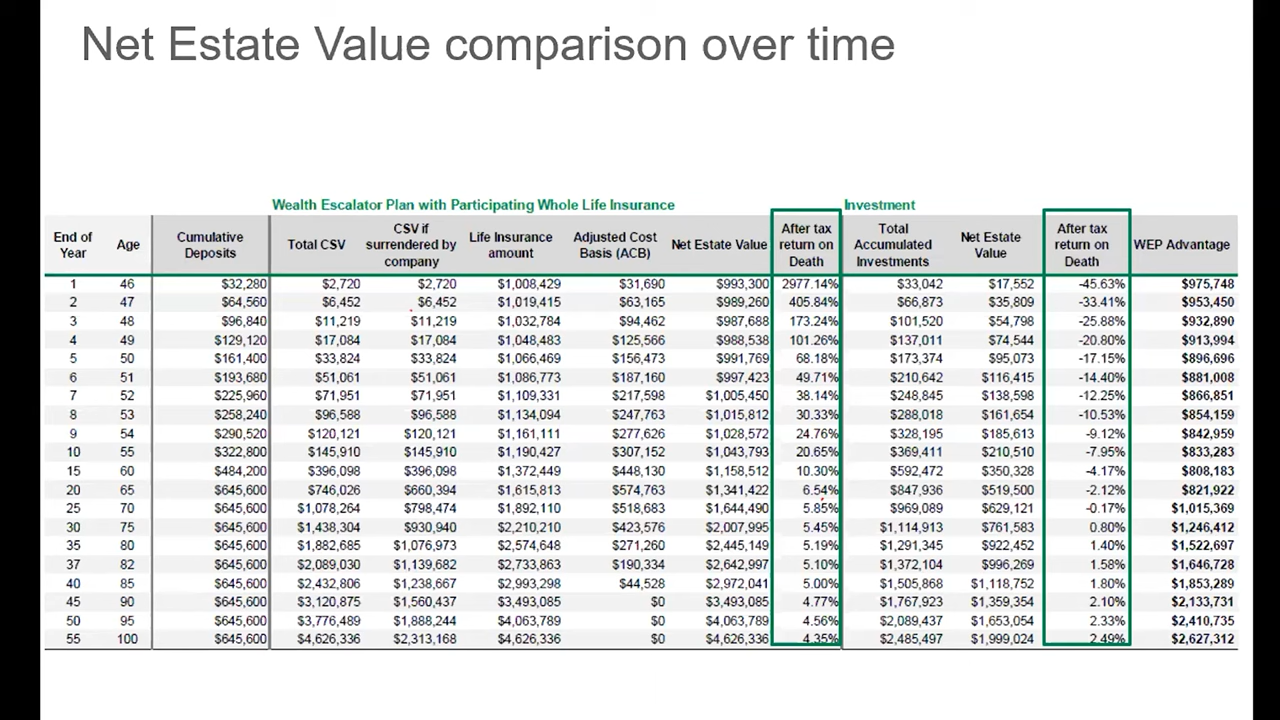 Net Estate Value comparison over time
Wealth Escalator Plan with Participating Whole Life Insurance Investment
End of Year Age Cumulative Deposits Total CSV CSV if surrendered by company Life Insurance amount Adjusted Cost Basis (ACB) Net Estate Value After tax return on Death Total Accumulated Investments Net Estate Value After tax return on Death WEP Advantage
1 46 $32,280 $2,720 $2,720 $1,008,429 $31,690 $993,300 2977.14% $33,042 $17,552 -45.63% $975,748
2 47 $64,560 $6,452 $6,452 $1,019,415 $63,165 $989,260 405.84% $66,873 $35,809 -33.41% $953,450
3 48 $96,840 $11,219 $11,219 $1,032,784 $94,462 $987,688 173.24% $101,520 $54,798 -25.88% $932,890
4 49 $129,120 $17,084 $17,084 $1,048,483 $125,566 $988,538 101.26% $137,011 $74,544 -20.80% $913,994
5 50 $161,400 $33,824 $33,824 $1,066,469 $156,473 $991,769 68.18% $173,374 $95,073 -17.15% $896,696
6 51 $193,680 $51,061 $51,061 $1,086,773 $187,160 $997,423 49.71% $210,642 $116,415 -14.40% $881,008
7 52 $225,960 $71,951 $71,951 $1,109,331 $217,598 $1,005,450 38.14% $248,845 $138,598 -12.25% $866,851
8 53 $258,240 $96,588 $96,588 $1,134,094 $247,763 $1,015,812 30.33% $288,018 $161,654 -10.53% $854,159
9 54 $290,520 $120,121 $120,121 $1,161,111 $277,626 $1,028,572 24.76% $328,195 $185,613 -9.12% $842,959
10 55 $322,800 $145,910 $145,910 $1,190,427 $307,152 $1,043,793 20.65% $369,411 $210,510 -7.95% $833,283
15 60 $484,200 $396,098 $396,098 $1,372,449 $448,130 $1,158,512 10.30% $592,472 $350,328 -4.17% $808,183
20 65 $645,600 $746,026 $660,394 $1,615,813 $574,763 $1,341,422 6.54% $847,936 $519,500 -2.12% $821,922
25 70 $645,600 $1,078,264 $798,474 $1,892,110 $518,683 $1,644,490 5.85% $969,089 $629,121 -0.17% $1,015,369
30 75 $645,600 $1,438,304 $930,940 $2,210,210 $423,576 $2,007,995 5.45% $1,114,913 $761,583 0.80% $1,246,412
35 80 $645,600 $1,882,685 $1,076,973 $2,574,648 $271,260 $2,445,149 5.19% $1,291,345 $922,452 1.40% $1,522,697
37 82 $645,600 $2,089,030 $1,139,682 $2,733,863 $190,334 $2,642,997 5.10% $1,372,104 $996,269 1.58% $1,646,728
40 85 $645,600 $2,432,806 $1,238,667 $2,993,298 $44,528 $2,972,041 5.00% $1,505,868 $1,118,752 1.80% $1,853,289
45 90 $645,600 $3,120,875 $1,560,437 $3,493,085 $0 $3,493,085 4.77% $1,767,923 $1,359,354 2.10% $2,133,731
50 95 $645,600 $3,776,489 $1,888,244 $4,063,789 $0 $4,063,789 4.56% $2,089,437 $1,653,054 2.33% $2,410,735
55 100 $645,600 $4,626,336 $2,313,168 $4,626,336 $0 $4,626,336 4.35% $2,485,497 $1,999,024 2.49% $2,627,312